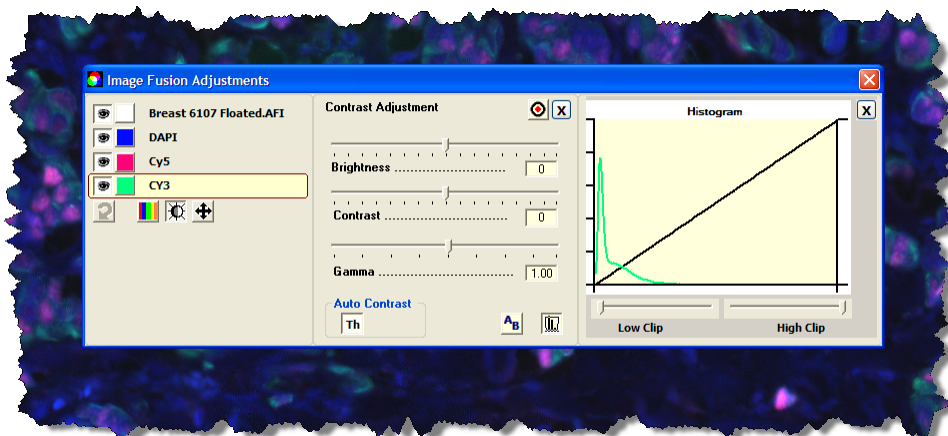 Image Fusion Adjustments
Breast 6107 Floated.AFI
DAPI
Cy5
CY3
Contrast Adjustment
X
Brightness
0
Contrast
0
Gamma
1.00
Auto Contrast
Th
AB
Histogram
X
Low Clip
High Clip